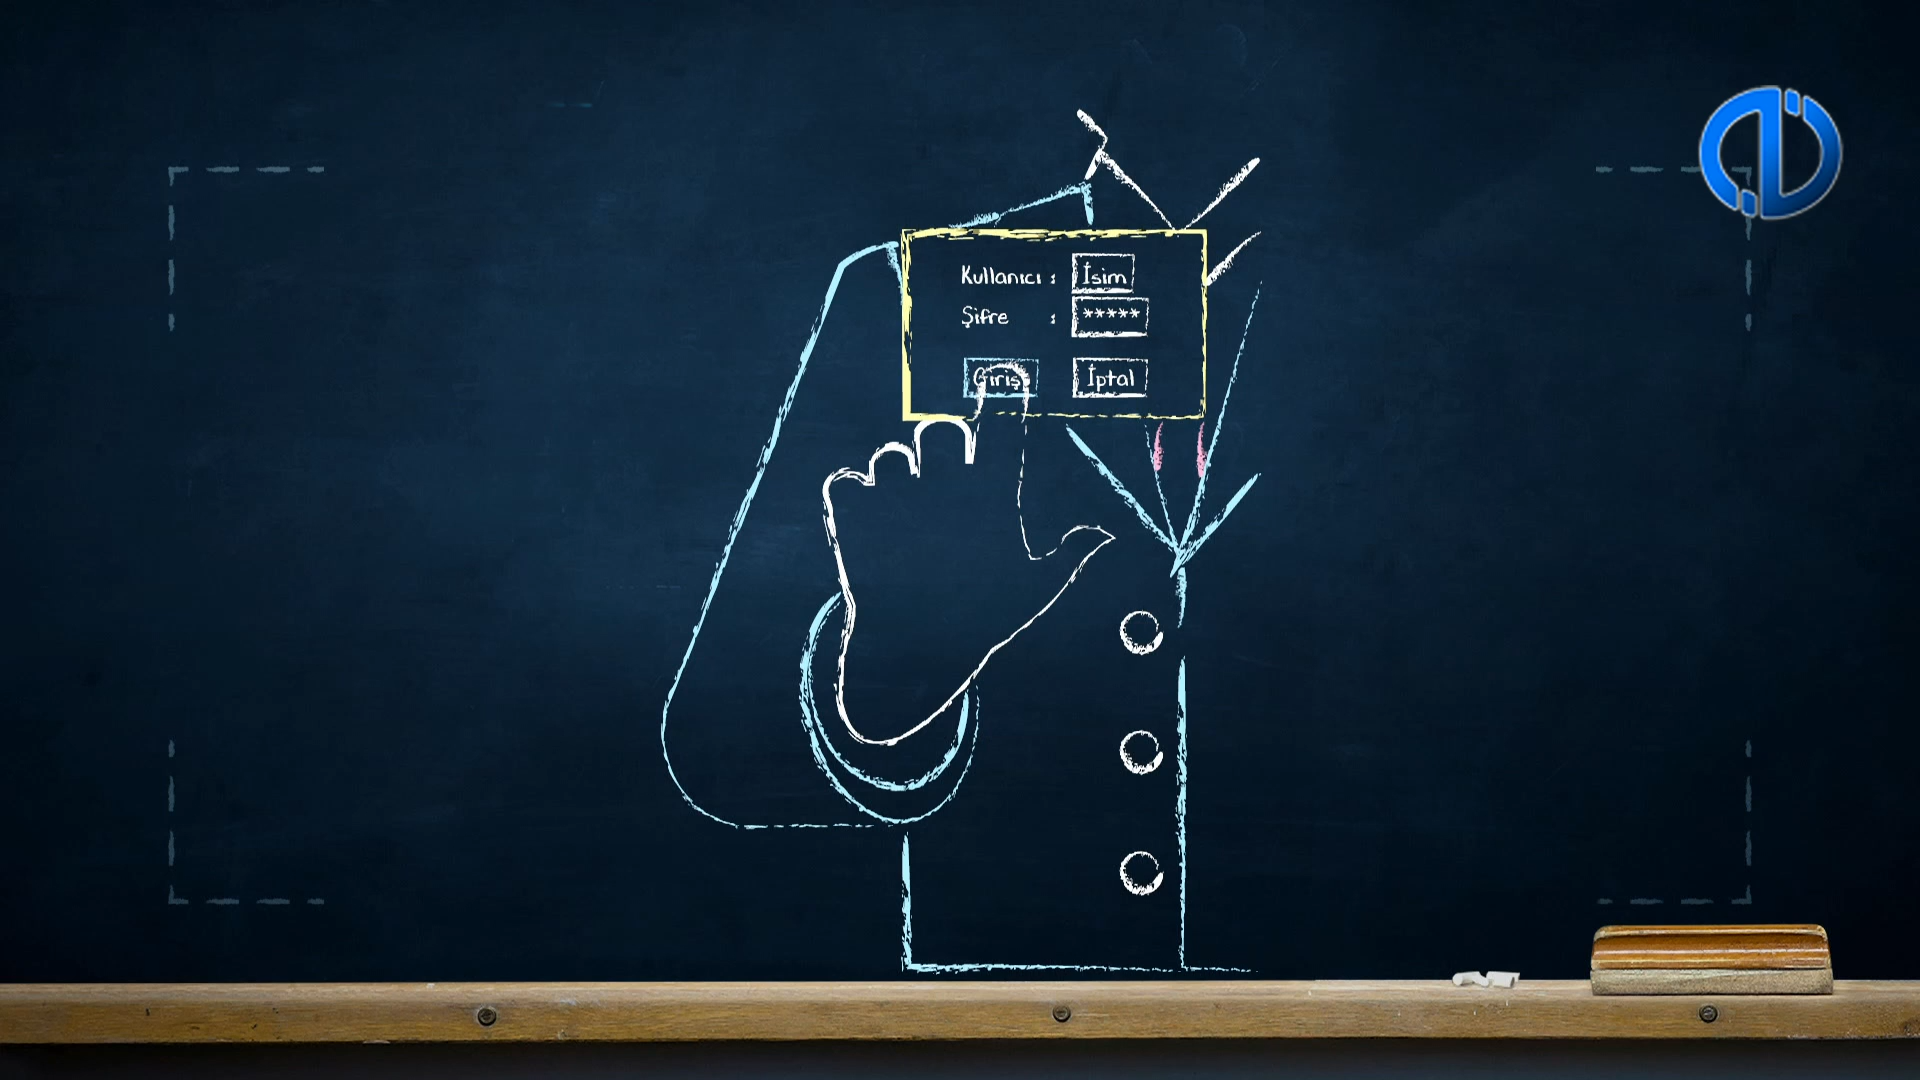 Kullanıcı : İsim
Şifre : *****
Giriş İptal